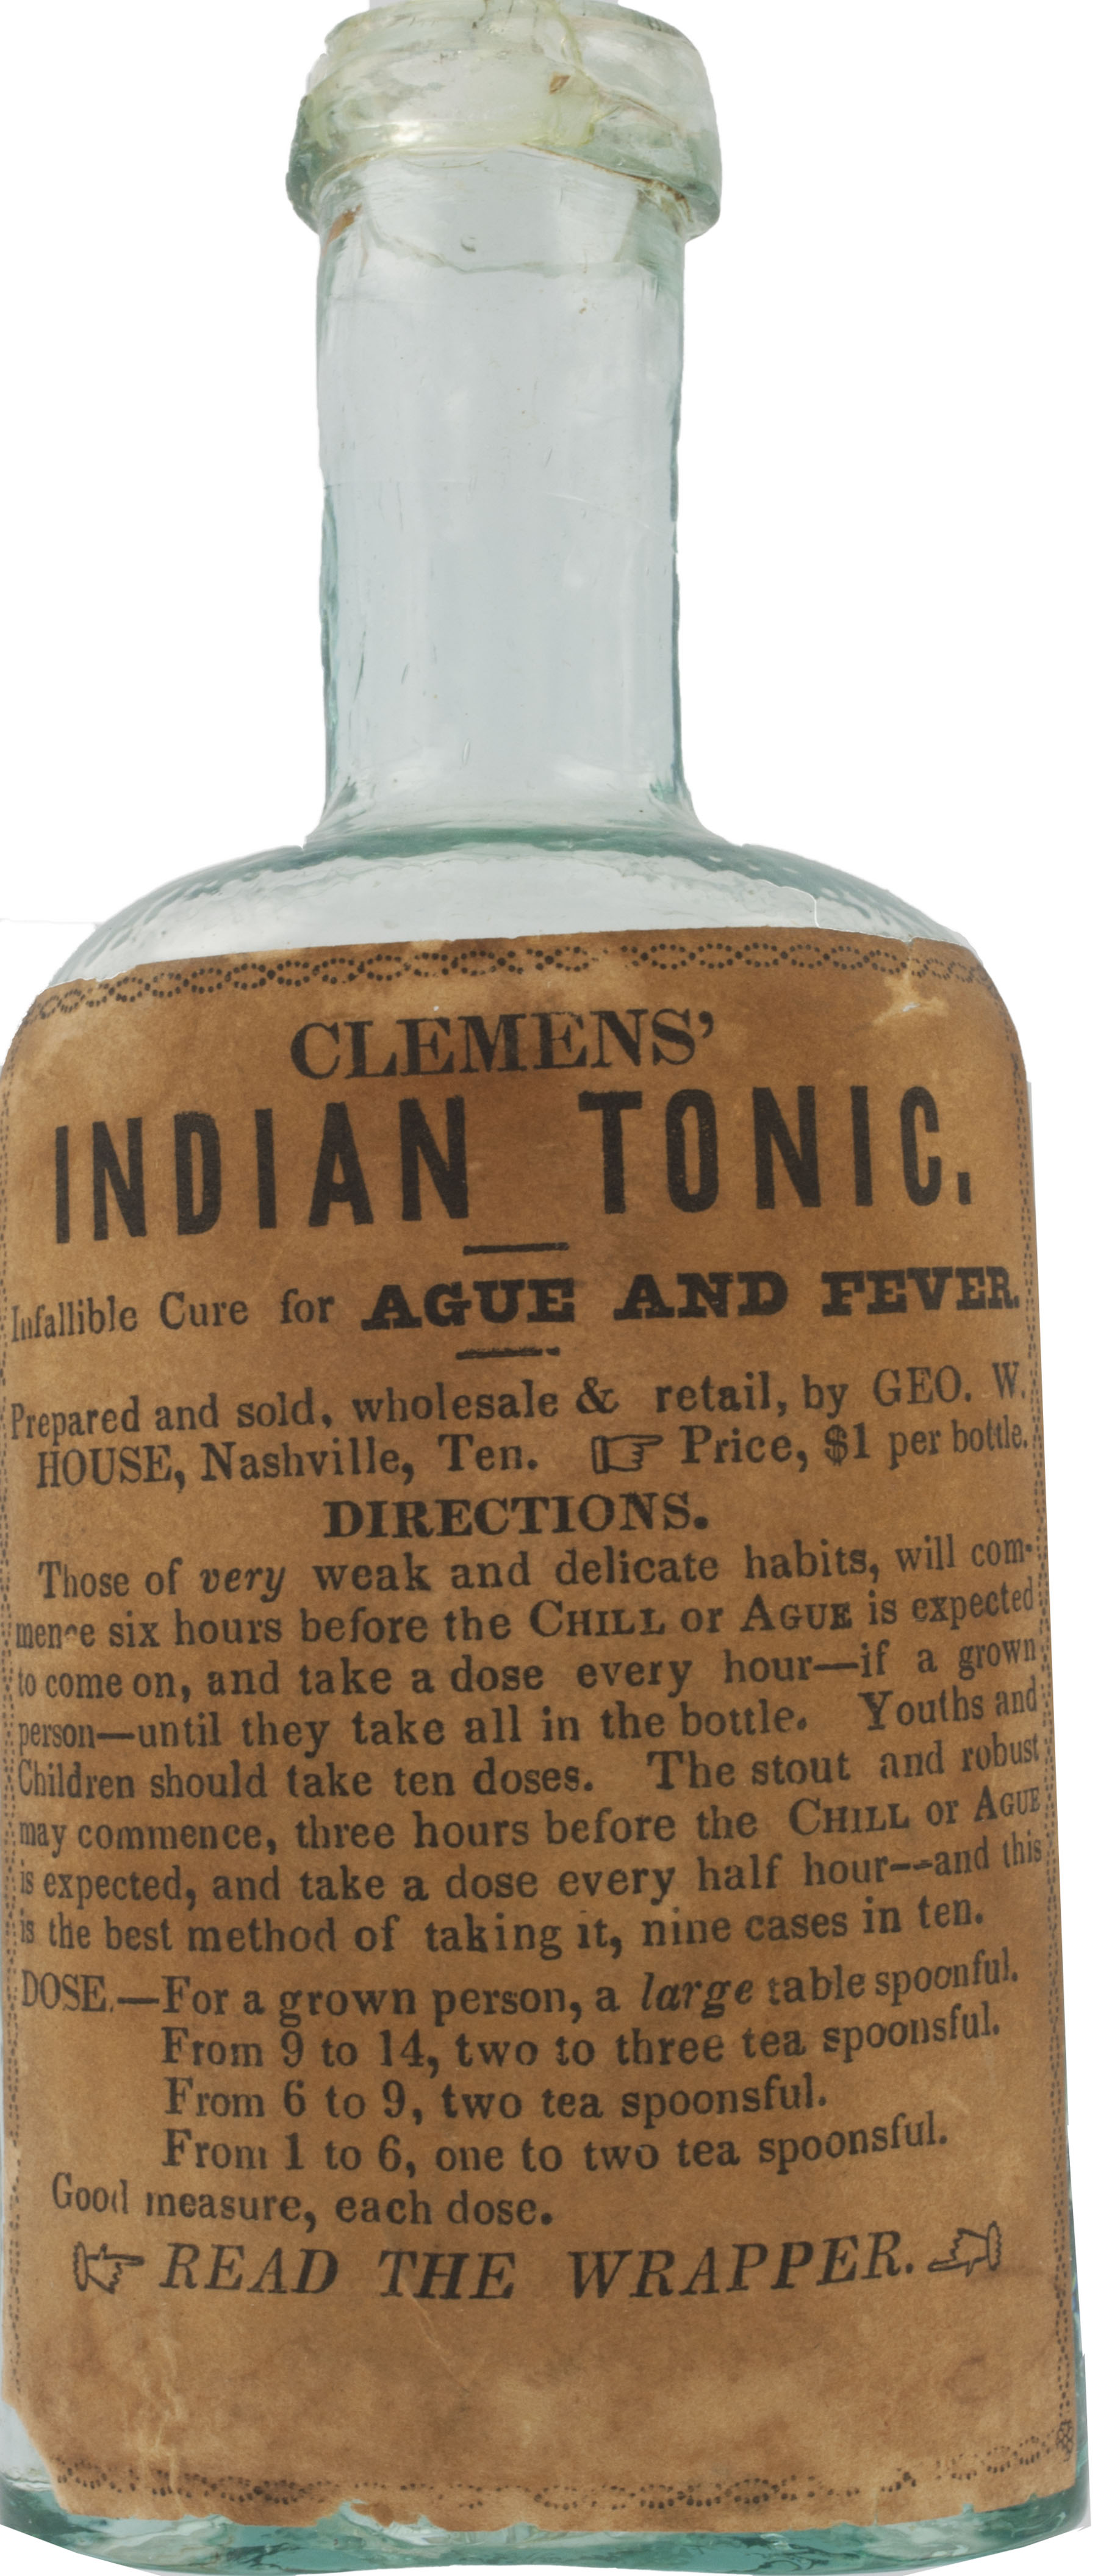 CLEMENS'
INDIAN TONIC.
Infallible Cure for AGUE AND FEVER.
Prepared and sold, wholesale & retail, by GEO. W.
HOUSE, Nashville, Ten. ☞ Price, $1 per bottle.
DIRECTIONS.
Those of very weak and delicate habits, will com-
mence six hours before the CHILL or AGUE is expected
to come on, and take a dose every hour—if a grown
person—until they take all in the bottle. Youths and
Children should take ten doses. The stout and robust
may commence, three hours before the CHILL or AGUE
is expected, and take a dose every half hour--and this
is the best method of taking it, nine cases in ten.
DOSE.—For a grown person, a large table spoonful.
From 9 to 14, two to three tea spoonsful.
From 6 to 9, two tea spoonsful.
From 1 to 6, one to two tea spoonsful.
Good measure, each dose.
☞ READ THE WRAPPER. ☜